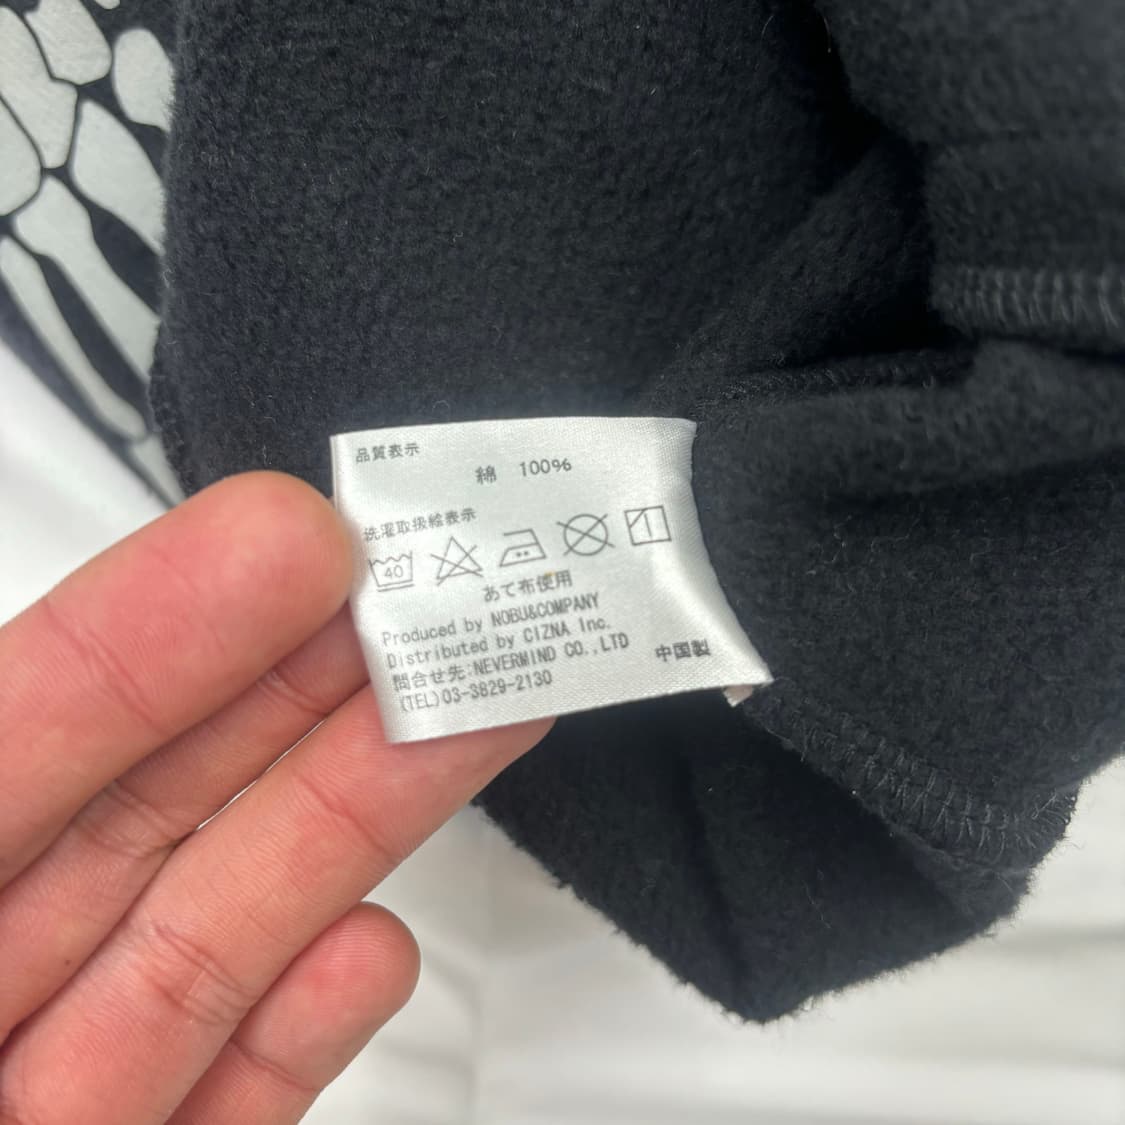 品質表示
綿 100%
洗濯取扱絵表示
40
あて布使用
Produced by NOBU&COMPANY
Distributed by CIZNA Inc.
問合せ先:NEVERMIND CO.,LTD
(TEL)03-3829-2130
中国製